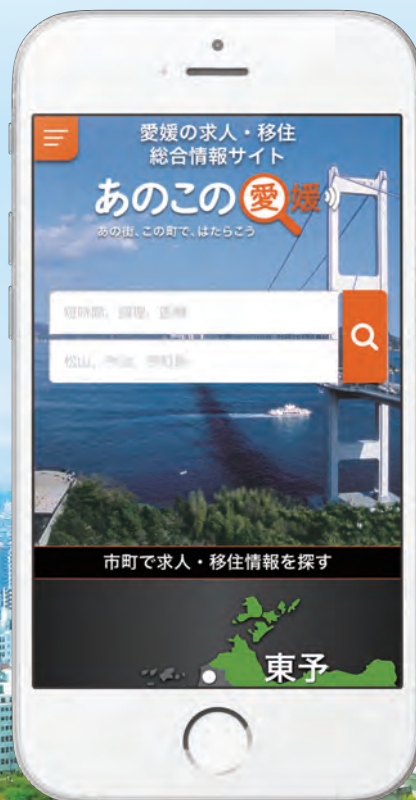 愛媛の求人・移住
総合情報サイト
あのこの愛媛
あの街、この町で、はたらこう
松山、
市町で求人・移住情報を探す
東予